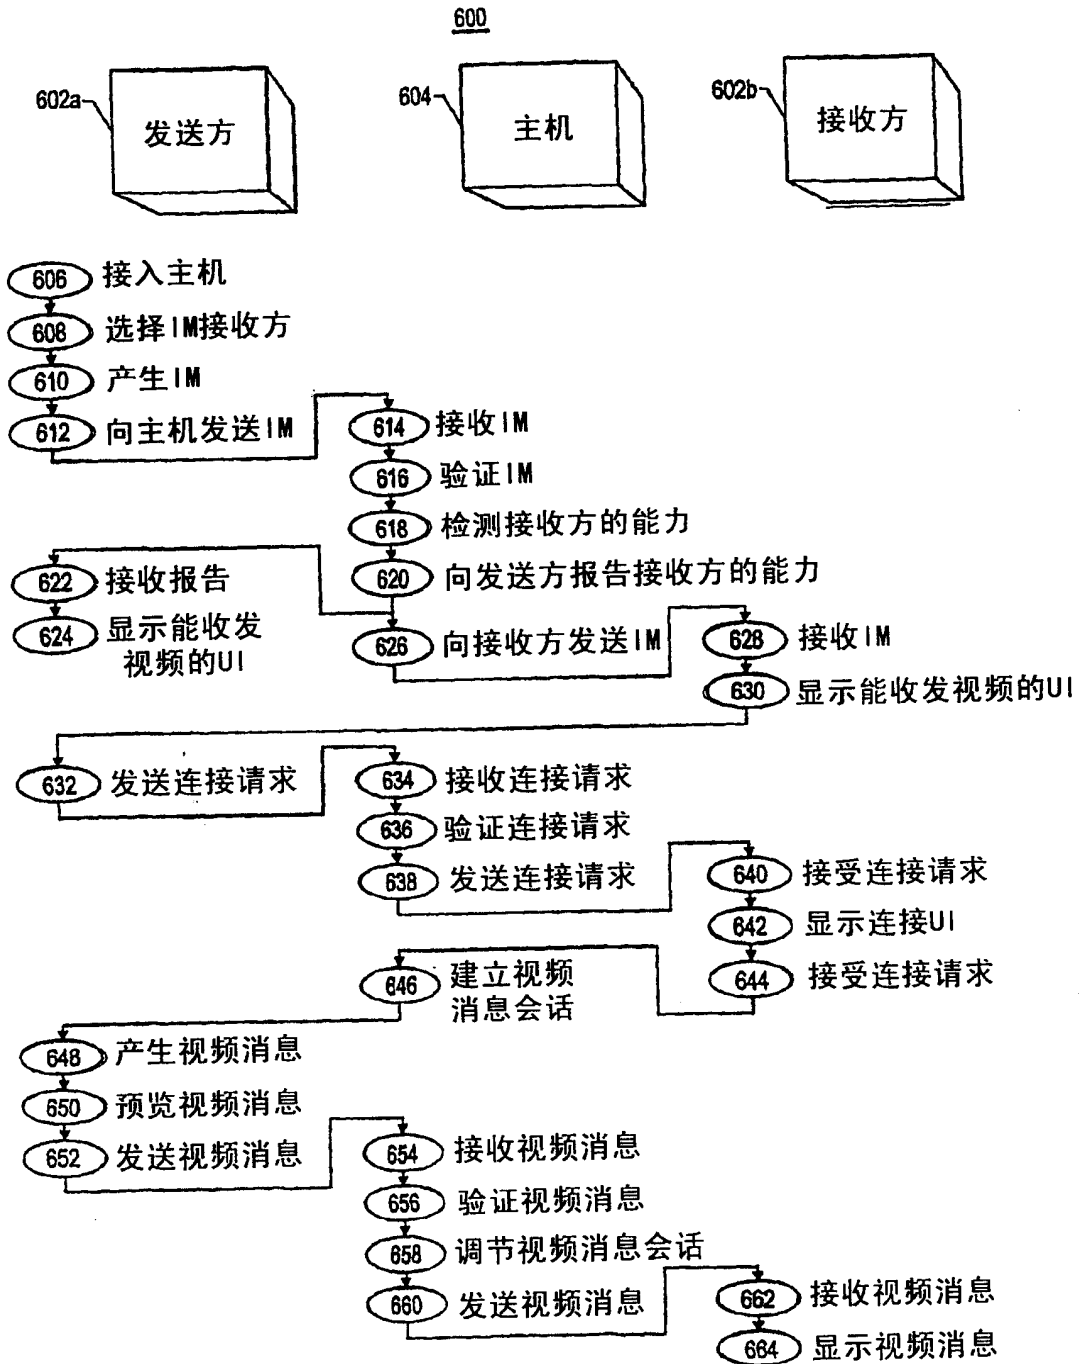 600
602a
发送方
604
主机
602b
接收方
606 接入主机
608 选择IM接收方
610 产生IM
612 向主机发送IM
614 接收IM
616 验证IM
618 检测接收方的能力
620 向发送方报告接收方的能力
622 接收报告
624 显示能收发
视频的UI
626 向接收方发送IM
628 接收IM
630 显示能收发视频的UI
632 发送连接请求
634 接收连接请求
636 验证连接请求
638 发送连接请求
640 接受连接请求
642 显示连接UI
644 接受连接请求
646 建立视频
消息会话
648 产生视频消息
650 预览视频消息
652 发送视频消息
654 接收视频消息
656 验证视频消息
658 调节视频消息会话
660 发送视频消息
662 接收视频消息
664 显示视频消息